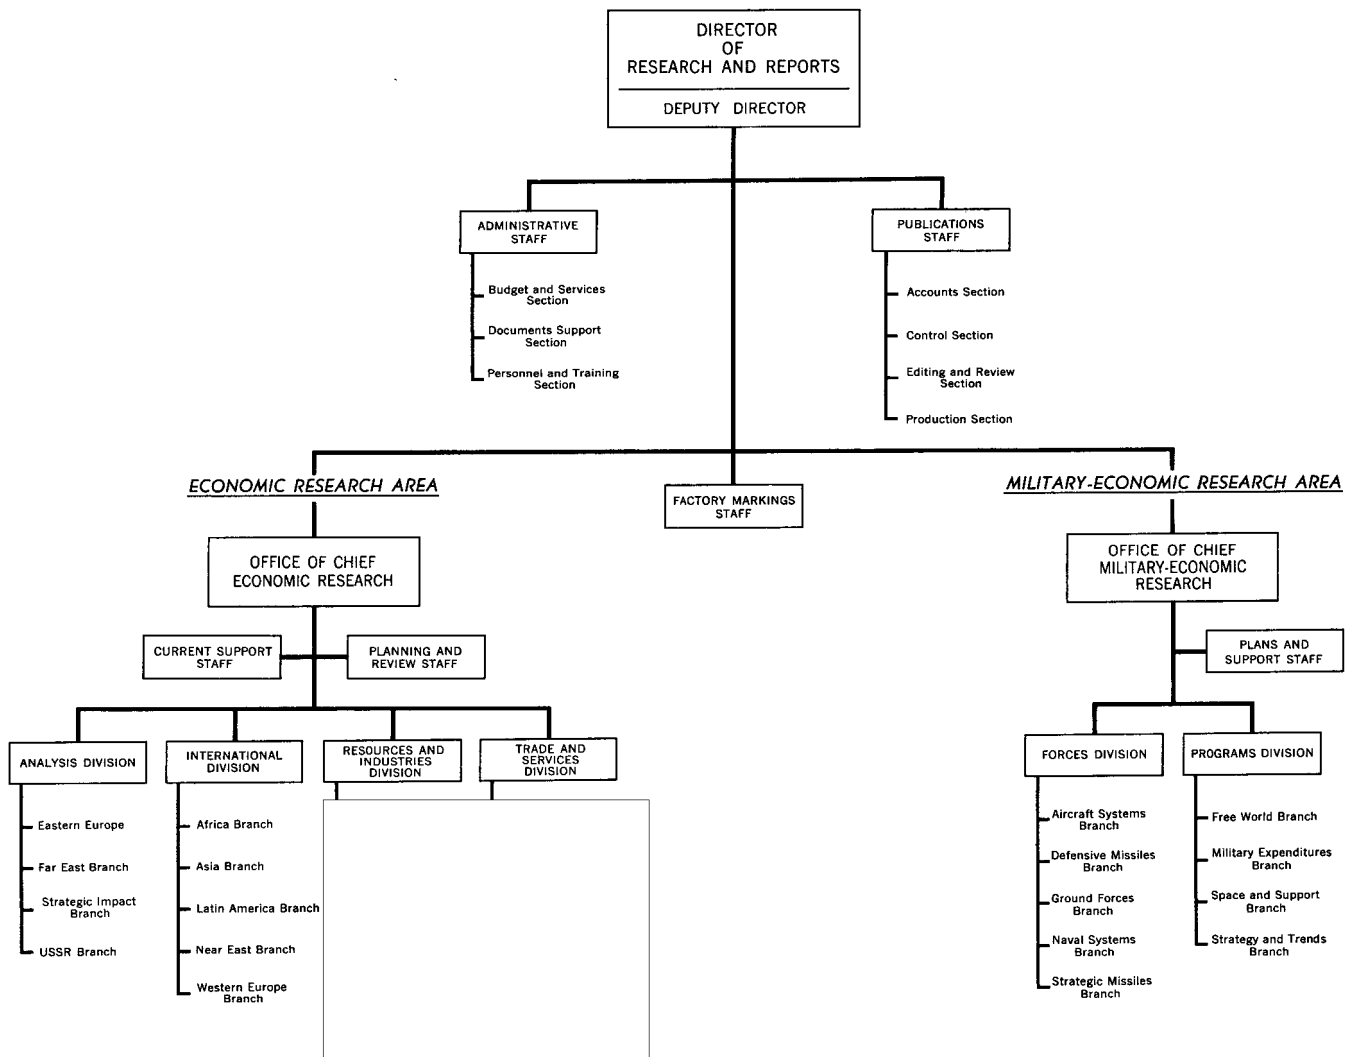 DIRECTOR
OF
RESEARCH AND REPORTS
DEPUTY DIRECTOR
ADMINISTRATIVE
STAFF
Budget and Services
Section
Documents Support
Section
Personnel and Training
Section
PUBLICATIONS
STAFF
Accounts Section
Control Section
Editing and Review
Section
Production Section
ECONOMIC RESEARCH AREA
FACTORY MARKINGS
STAFF
MILITARY-ECONOMIC RESEARCH AREA
OFFICE OF CHIEF
ECONOMIC RESEARCH
CURRENT SUPPORT
STAFF
PLANNING AND
REVIEW STAFF
ANALYSIS DIVISION
Eastern Europe
Far East Branch
Strategic Impact
Branch
USSR Branch
INTERNATIONAL
DIVISION
Africa Branch
Asia Branch
Latin America Branch
Near East Branch
Western Europe
Branch
RESOURCES AND
INDUSTRIES
DIVISION
TRADE AND
SERVICES
DIVISION
OFFICE OF CHIEF
MILITARY-ECONOMIC
RESEARCH
PLANS AND
SUPPORT STAFF
FORCES DIVISION
Aircraft Systems
Branch
Defensive Missiles
Branch
Ground Forces
Branch
Naval Systems
Branch
Strategic Missiles
Branch
PROGRAMS DIVISION
Free World Branch
Military Expenditures
Branch
Space and Support
Branch
Strategy and Trends
Branch